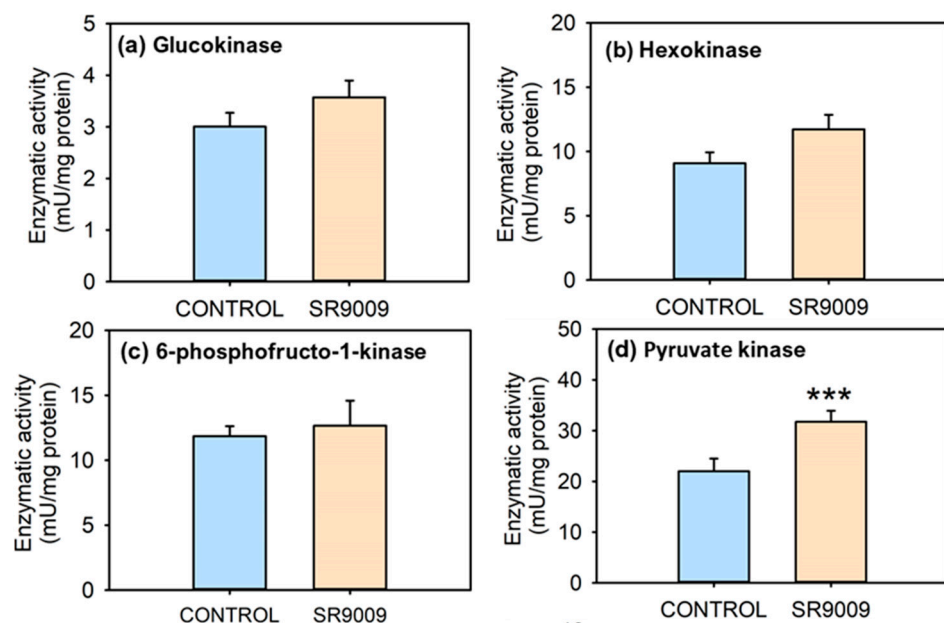 (a) Glucokinase
Enzymatic activity
(mU/mg protein)
5
4
3
2
1
0
CONTROL SR9009
(b) Hexokinase
Enzymatic activity
(mU/mg protein)
20
15
10
5
0
CONTROL SR9009
(c) 6-phosphofructo-1-kinase
Enzymatic activity
(mU/mg protein)
20
15
10
5
0
CONTROL SR9009
(d) Pyruvate kinase
Enzymatic activity
(mU/mg protein)
50
40
30
20
10
0
***
CONTROL SR9009